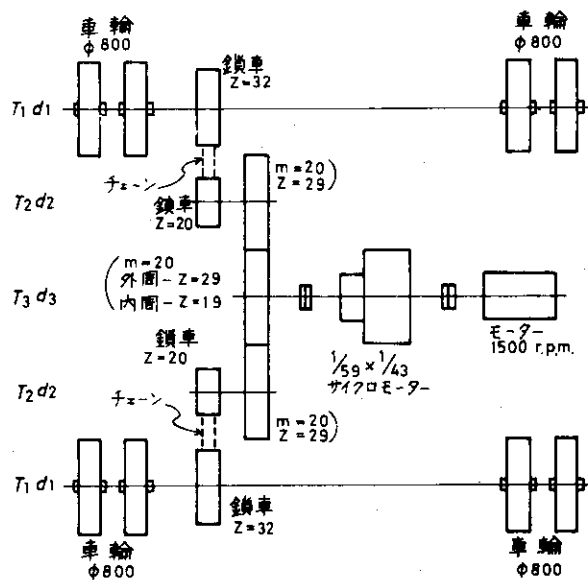 車輪
φ800
車輪
φ800
鎖車
Z=32
T1 d1
チェーン
m=20
Z=29
T2 d2
鎖車
Z=20
m=20
外周-Z=29
内周-Z=19
T3 d3
モーター
1500 r.p.m.
鎖車
Z=20
1/59×1/43
サイクロモーター
T2 d2
チェーン
m=20
Z=29
T1 d1
鎖車
Z=32
車輪
φ800
車輪
φ800